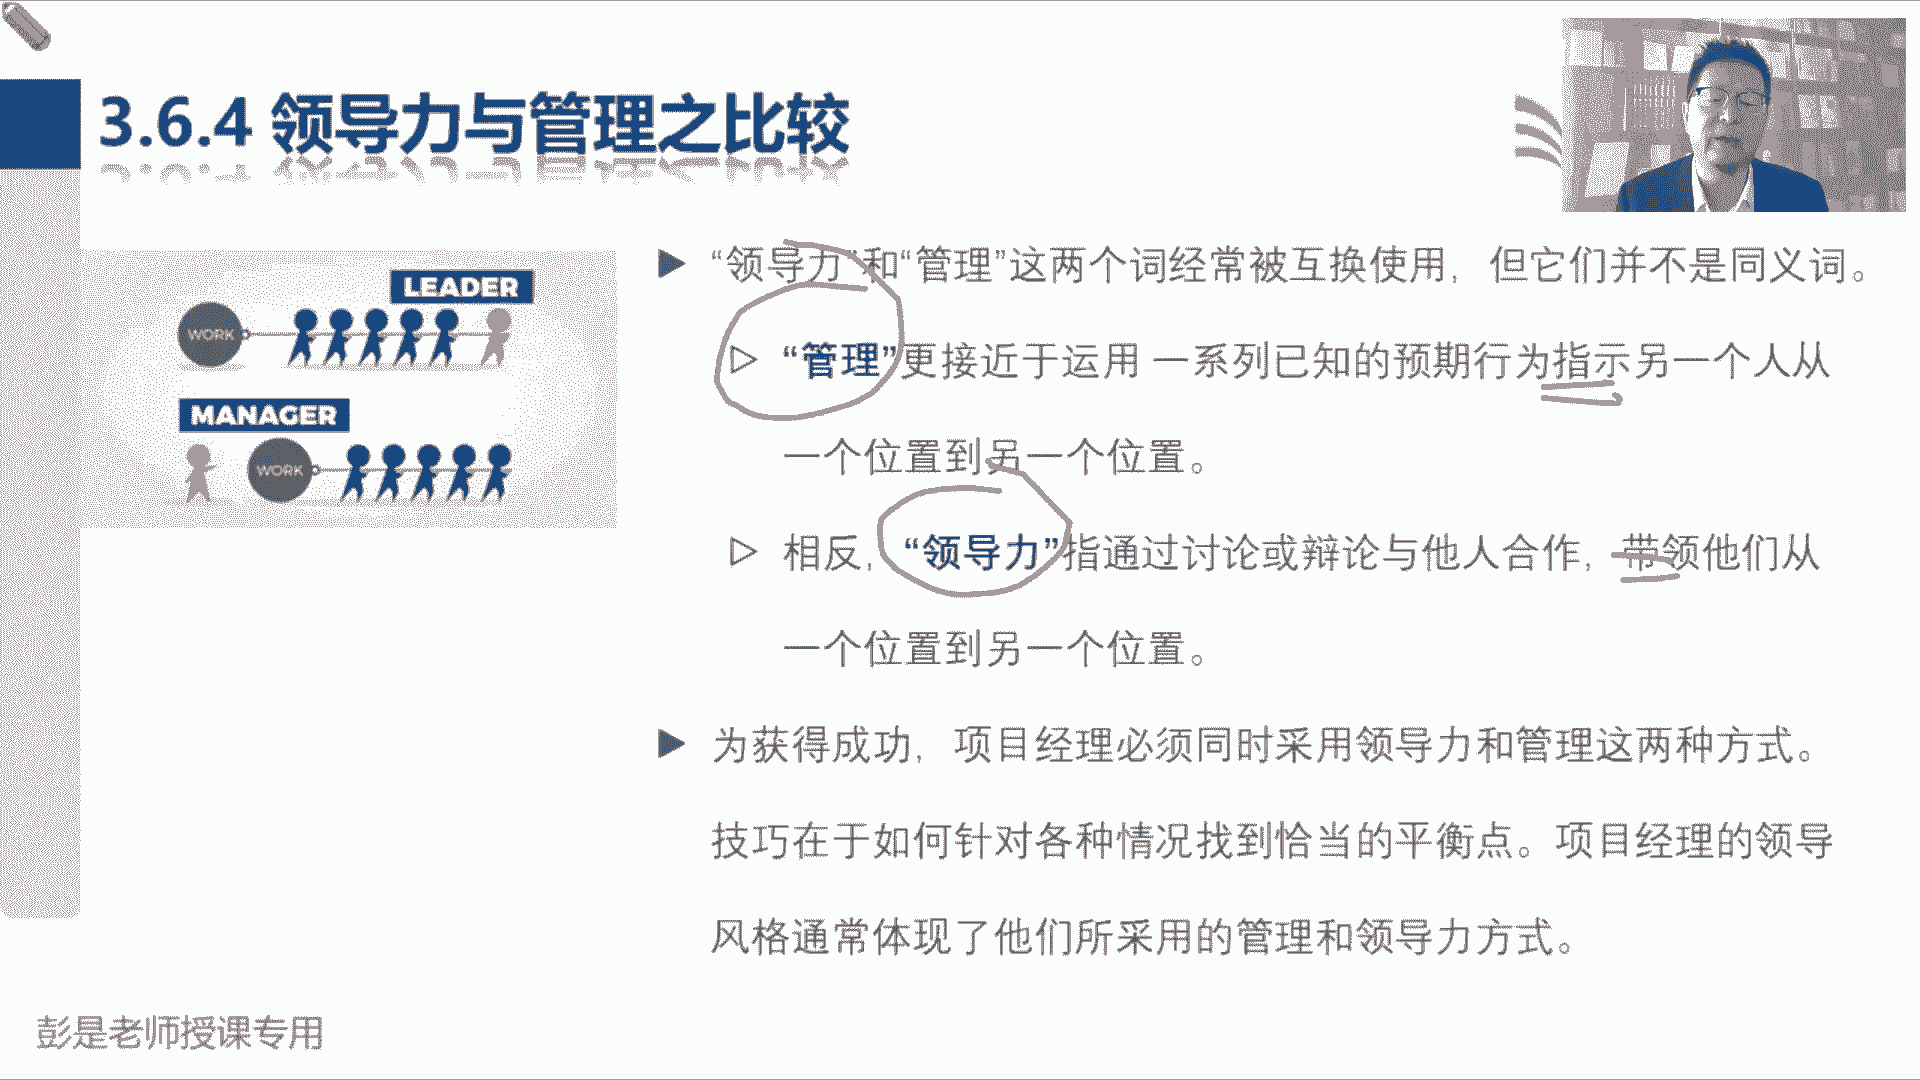 3.6.4 领导力与管理之比较
LEADER
WORK
MANAGER
WORK
“领导力”和“管理”这两个词经常被互换使用，但它们并不是同义词。
“管理”更接近于运用一系列已知的预期行为指示另一个人从
一个位置到另一个位置。
相反，“领导力”指通过讨论或辩论与他人合作，带领他们从
一个位置到另一个位置。
为获得成功，项目经理必须同时采用领导力和管理这两种方式。
技巧在于如何针对各种情况找到恰当的平衡点。项目经理的领导
风格通常体现了他们所采用的管理和领导力方式。
彭是老师授课专用